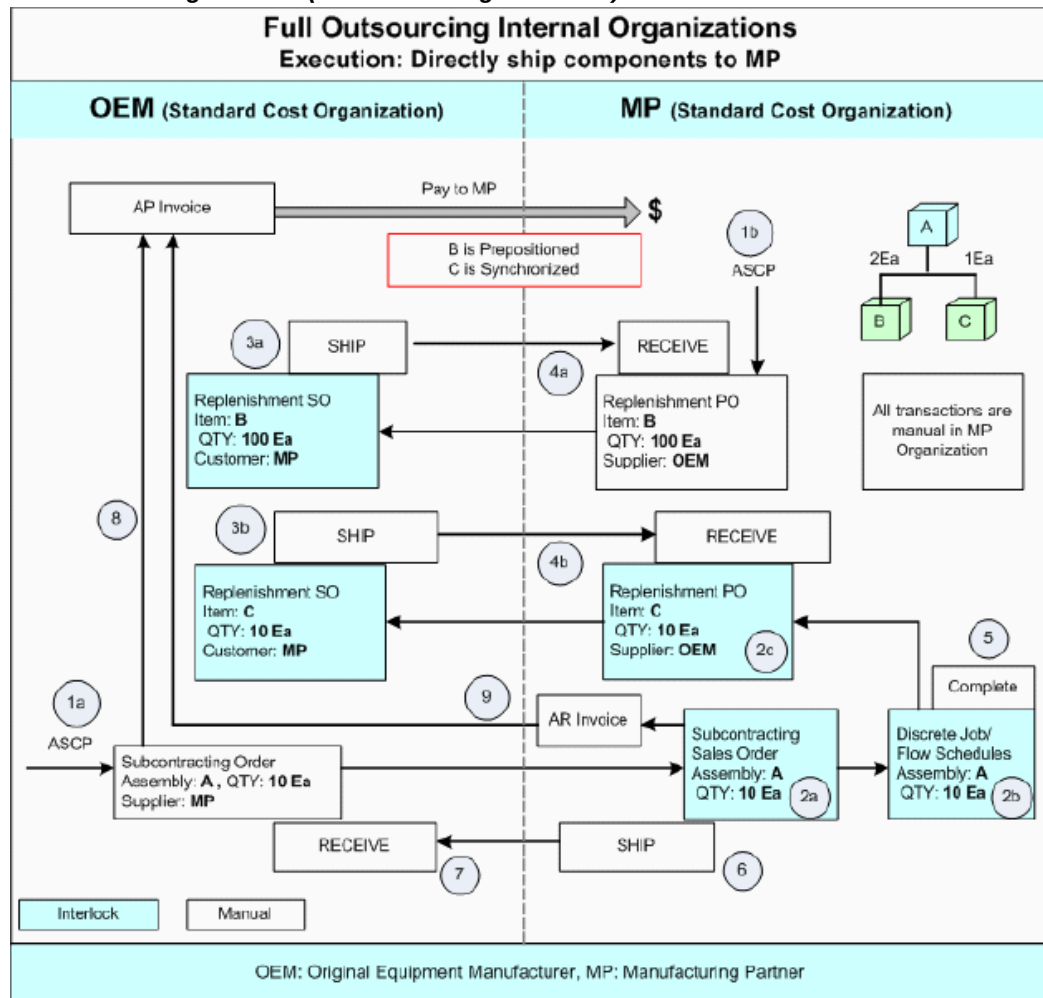 Full Outsourcing Internal Organizations
Execution: Directly ship components to MP
OEM (Standard Cost Organization)
MP (Standard Cost Organization)
AP Invoice
Pay to MP
$
B is Prepositioned
C is Synchronized
1b
ASCP
A
2Ea
1Ea
B
C
3a
SHIP
4a
RECEIVE
Replenishment SO
Item: B
QTY: 100 Ea
Customer: MP
Replenishment PO
Item: B
QTY: 100 Ea
Supplier: OEM
All transactions are
manual in MP
Organization
8
3b
SHIP
4b
RECEIVE
Replenishment SO
Item: C
QTY: 10 Ea
Customer: MP
Replenishment PO
Item: C
QTY: 10 Ea
Supplier: OEM
2c
5
Complete
1a
ASCP
9
AR Invoice
Subcontracting Order
Assembly: A , QTY: 10 Ea
Supplier: MP
Subcontracting
Sales Order
Assembly: A
QTY: 10 Ea
2a
Discrete Job/
Flow Schedules
Assembly: A
QTY: 10 Ea
2b
RECEIVE
7
SHIP
6
Interlock
Manual
OEM: Original Equipment Manufacturer, MP: Manufacturing Partner